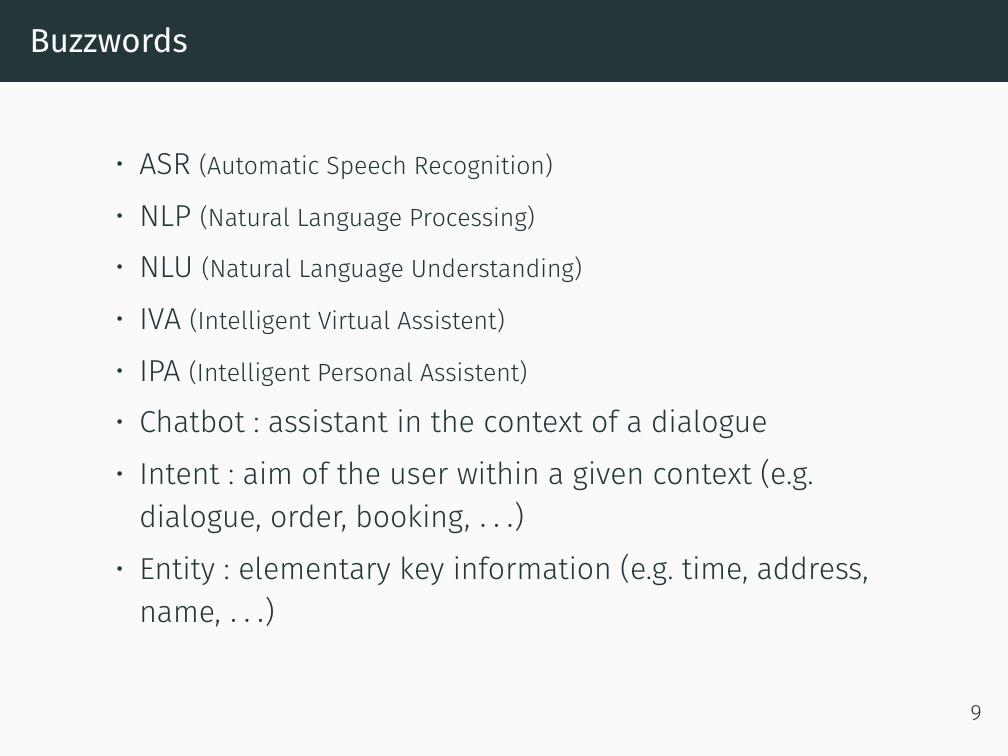 Buzzwords
• ASR (Automatic Speech Recognition)
• NLP (Natural Language Processing)
• NLU (Natural Language Understanding)
• IVA (Intelligent Virtual Assistent)
• IPA (Intelligent Personal Assistent)
• Chatbot : assistant in the context of a dialogue
• Intent : aim of the user within a given context (e.g.
dialogue, order, booking, . . .)
• Entity : elementary key information (e.g. time, address,
name, . . .)
9